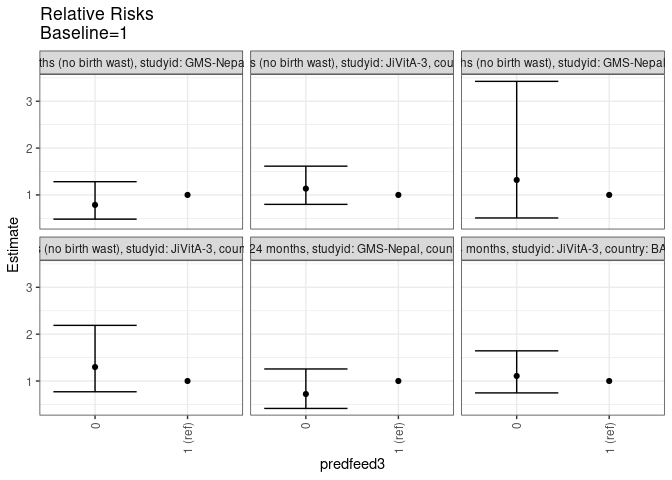 Relative Risks
Baseline=1
ths (no birth wast), studyid: GMS-Nepa
s (no birth wast), studyid: JiVitA-3, cou
hs (no birth wast), studyid: GMS-Nepal
3
2
1
(no birth wast), studyid: JiVitA-3, coun
24 months, studyid: GMS-Nepal, coun
months, studyid: JiVitA-3, country: BA
3
2
1
Estimate
0
1 (ref)
0
1 (ref)
0
1 (ref)
predfeed3